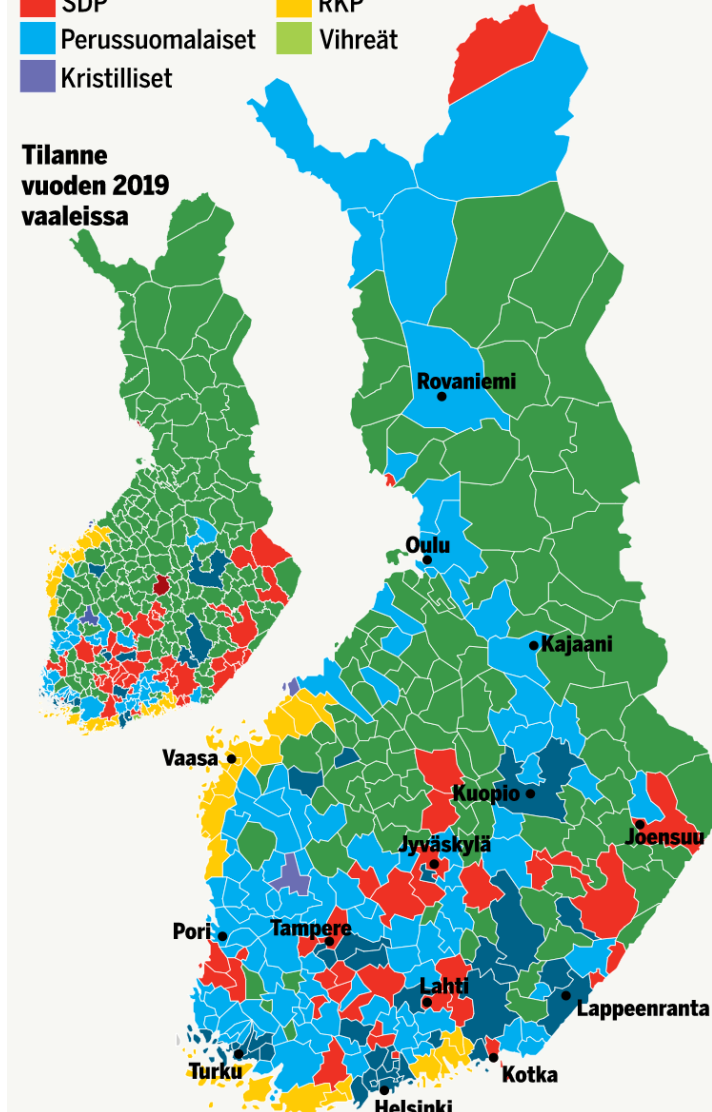 SDP
RKP
Perussuomalaiset
Vihreät
Kristilliset
Tilanne
vuoden 2019
vaaleissa
Rovaniemi
Oulu
Kajaani
Vaasa
Kuopio
Joensuu
Jyväskylä
Pori
Tampere
Lahti
Lappeenranta
Turku
Kotka
Helsinki